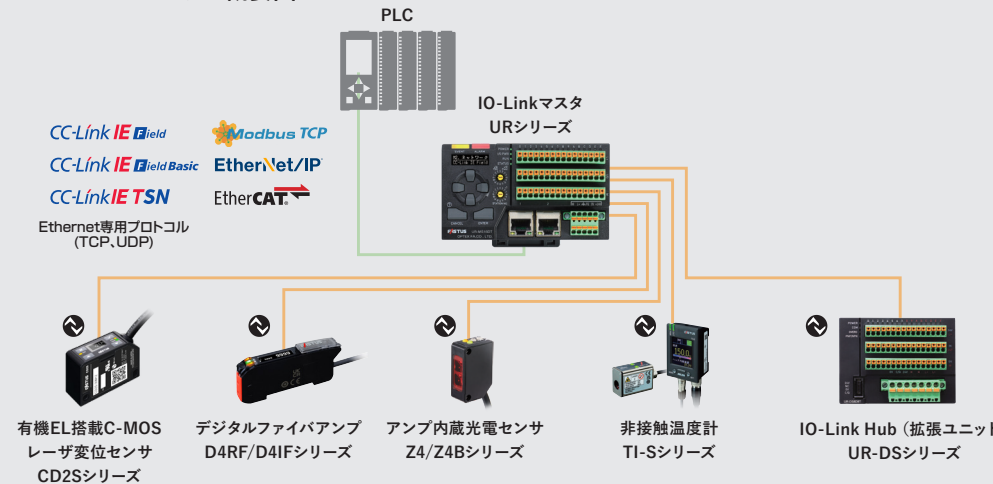 PLC
IO-Linkマスタ
URシリーズ
CC-Link IE Field
Modbus TCP
CC-Link IE Field Basic
EtherNet/IP
CC-Link IE TSN
EtherCAT
Ethernet専用プロトコル
(TCP、UDP)
有機EL搭載C-MOS
レーザ変位センサ
CD2Sシリーズ
デジタルファイバアンプ
D4RF/D4IFシリーズ
アンプ内蔵光電センサ
Z4/Z4Bシリーズ
非接触温度計
TI-Sシリーズ
IO-Link Hub（拡張ユニット
UR-DSシリーズ